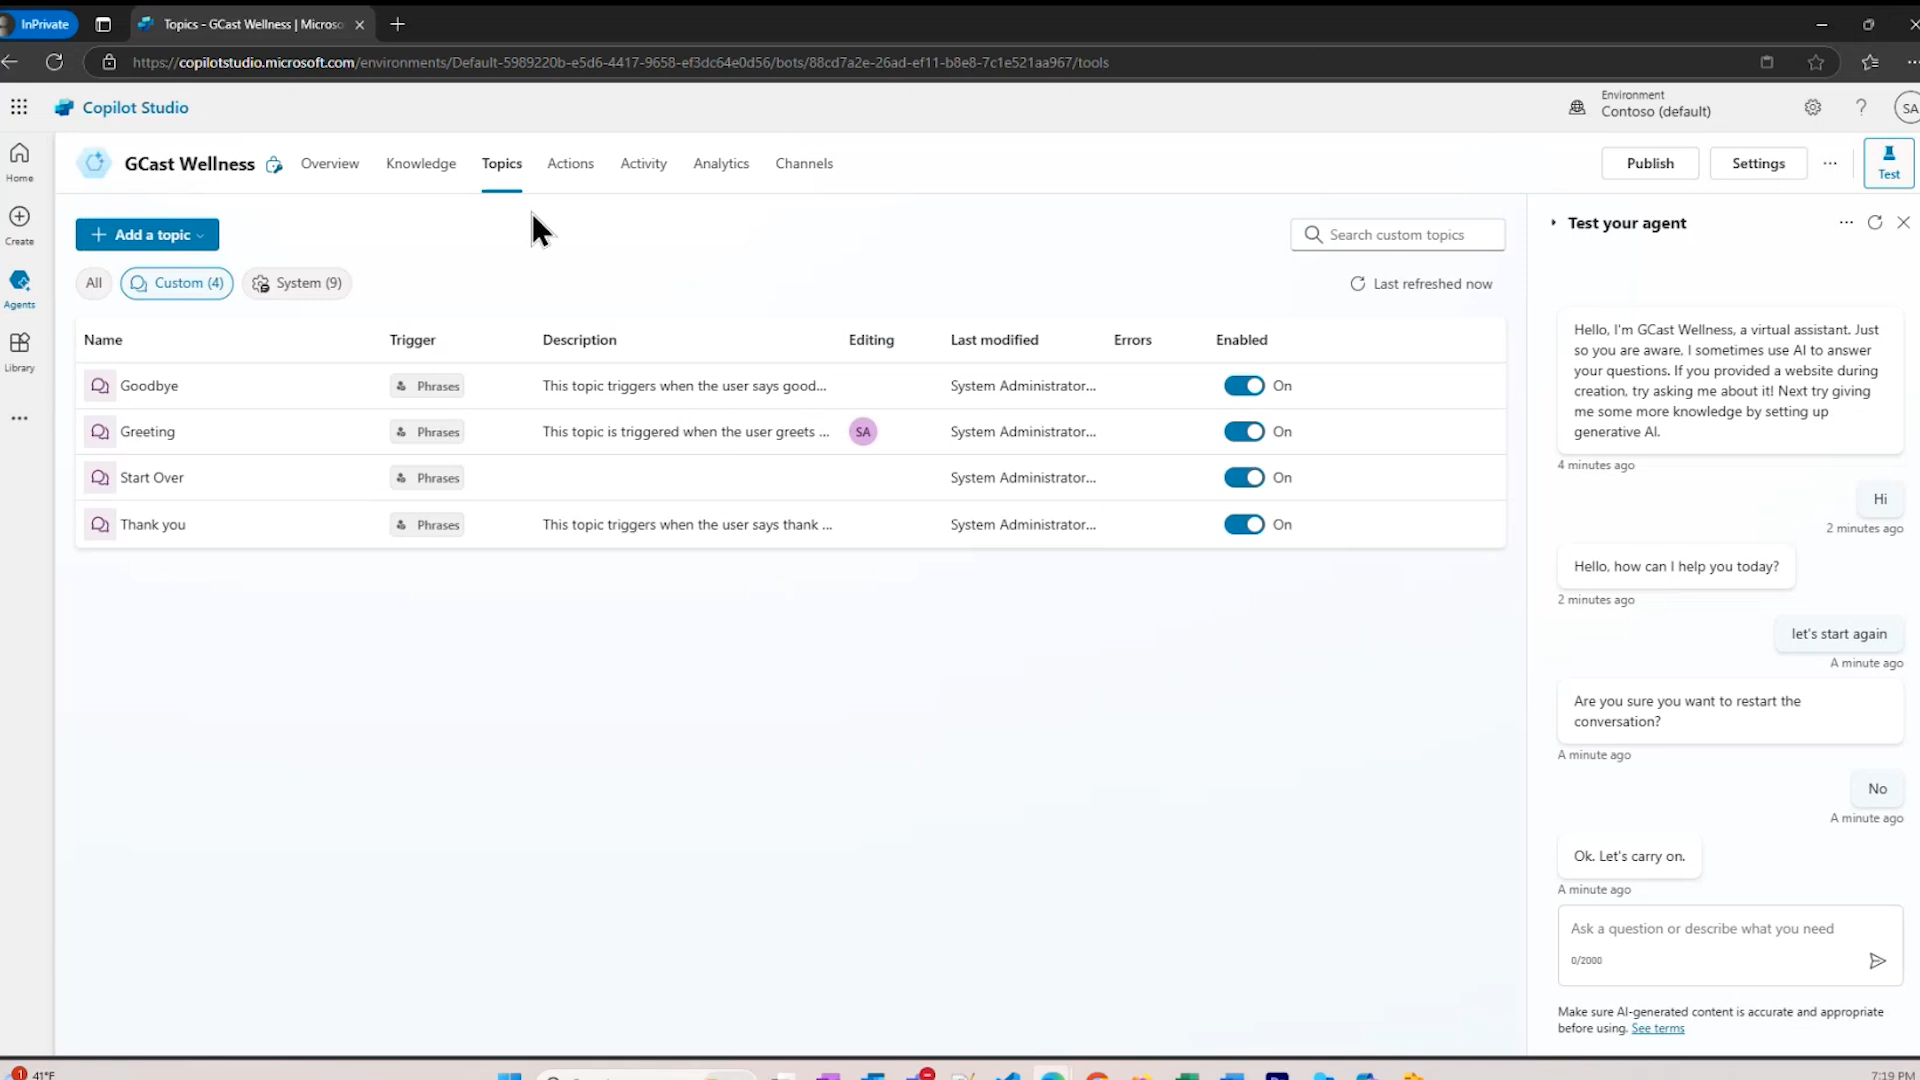 InPrivate
Topics - GCast Wellness | Microso
https://copilotstudio.microsoft.com/environments/Default-5989220b-e5d6-4417-9658-ef3dc64e0d56/bots/88cd7a2e-26ad-ef11-b8e8-7c1e521aa967/tools
Copilot Studio
Environment
Contoso (default)
SA
Home
Create
Agents
Library
GCast Wellness
Overview
Knowledge
Topics
Actions
Activity
Analytics
Channels
Publish
Settings
Test
Add a topic
Search custom topics
All
Custom (4)
System (9)
Last refreshed now
Name Trigger Description Editing Last modified Errors Enabled
Goodbye Phrases This topic triggers when the user says good... System Administrator... On
Greeting Phrases This topic is triggered when the user greets ... SA System Administrator... On
Start Over Phrases System Administrator... On
Thank you Phrases This topic triggers when the user says thank ... System Administrator... On
Test your agent
Hello, I'm GCast Wellness, a virtual assistant. Just
so you are aware, I sometimes use AI to answer
your questions. If you provided a website during
creation, try asking me about it! Next try giving
me some more knowledge by setting up
generative AI.
4 minutes ago
Hi
2 minutes ago
Hello, how can I help you today?
2 minutes ago
let's start again
A minute ago
Are you sure you want to restart the
conversation?
A minute ago
No
A minute ago
Ok. Let's carry on.
A minute ago
Ask a question or describe what you need
0/2000
Make sure AI-generated content is accurate and appropriate
before using. See terms
1
41°F
7:19 PM